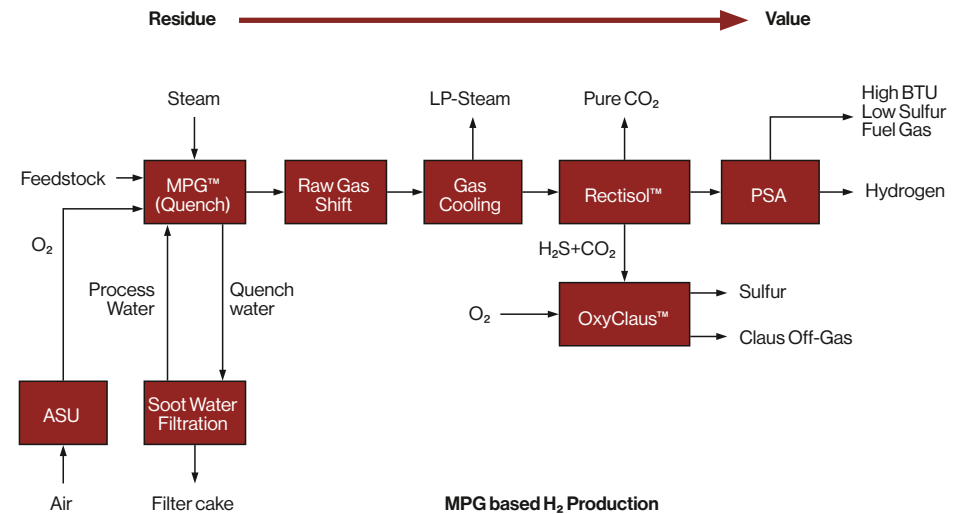 Residue
Value
Steam
LP-Steam
Pure CO₂
High BTU
Low Sulfur
Fuel Gas
Feedstock
MPG™
(Quench)
Raw Gas
Shift
Gas
Cooling
Rectisol™
PSA
Hydrogen
O₂
H₂S+CO₂
Process
Water
Quench
water
O₂
OxyClaus™
Sulfur
Claus Off-Gas
ASU
Soot Water
Filtration
Air
Filter cake
MPG based H₂ Production